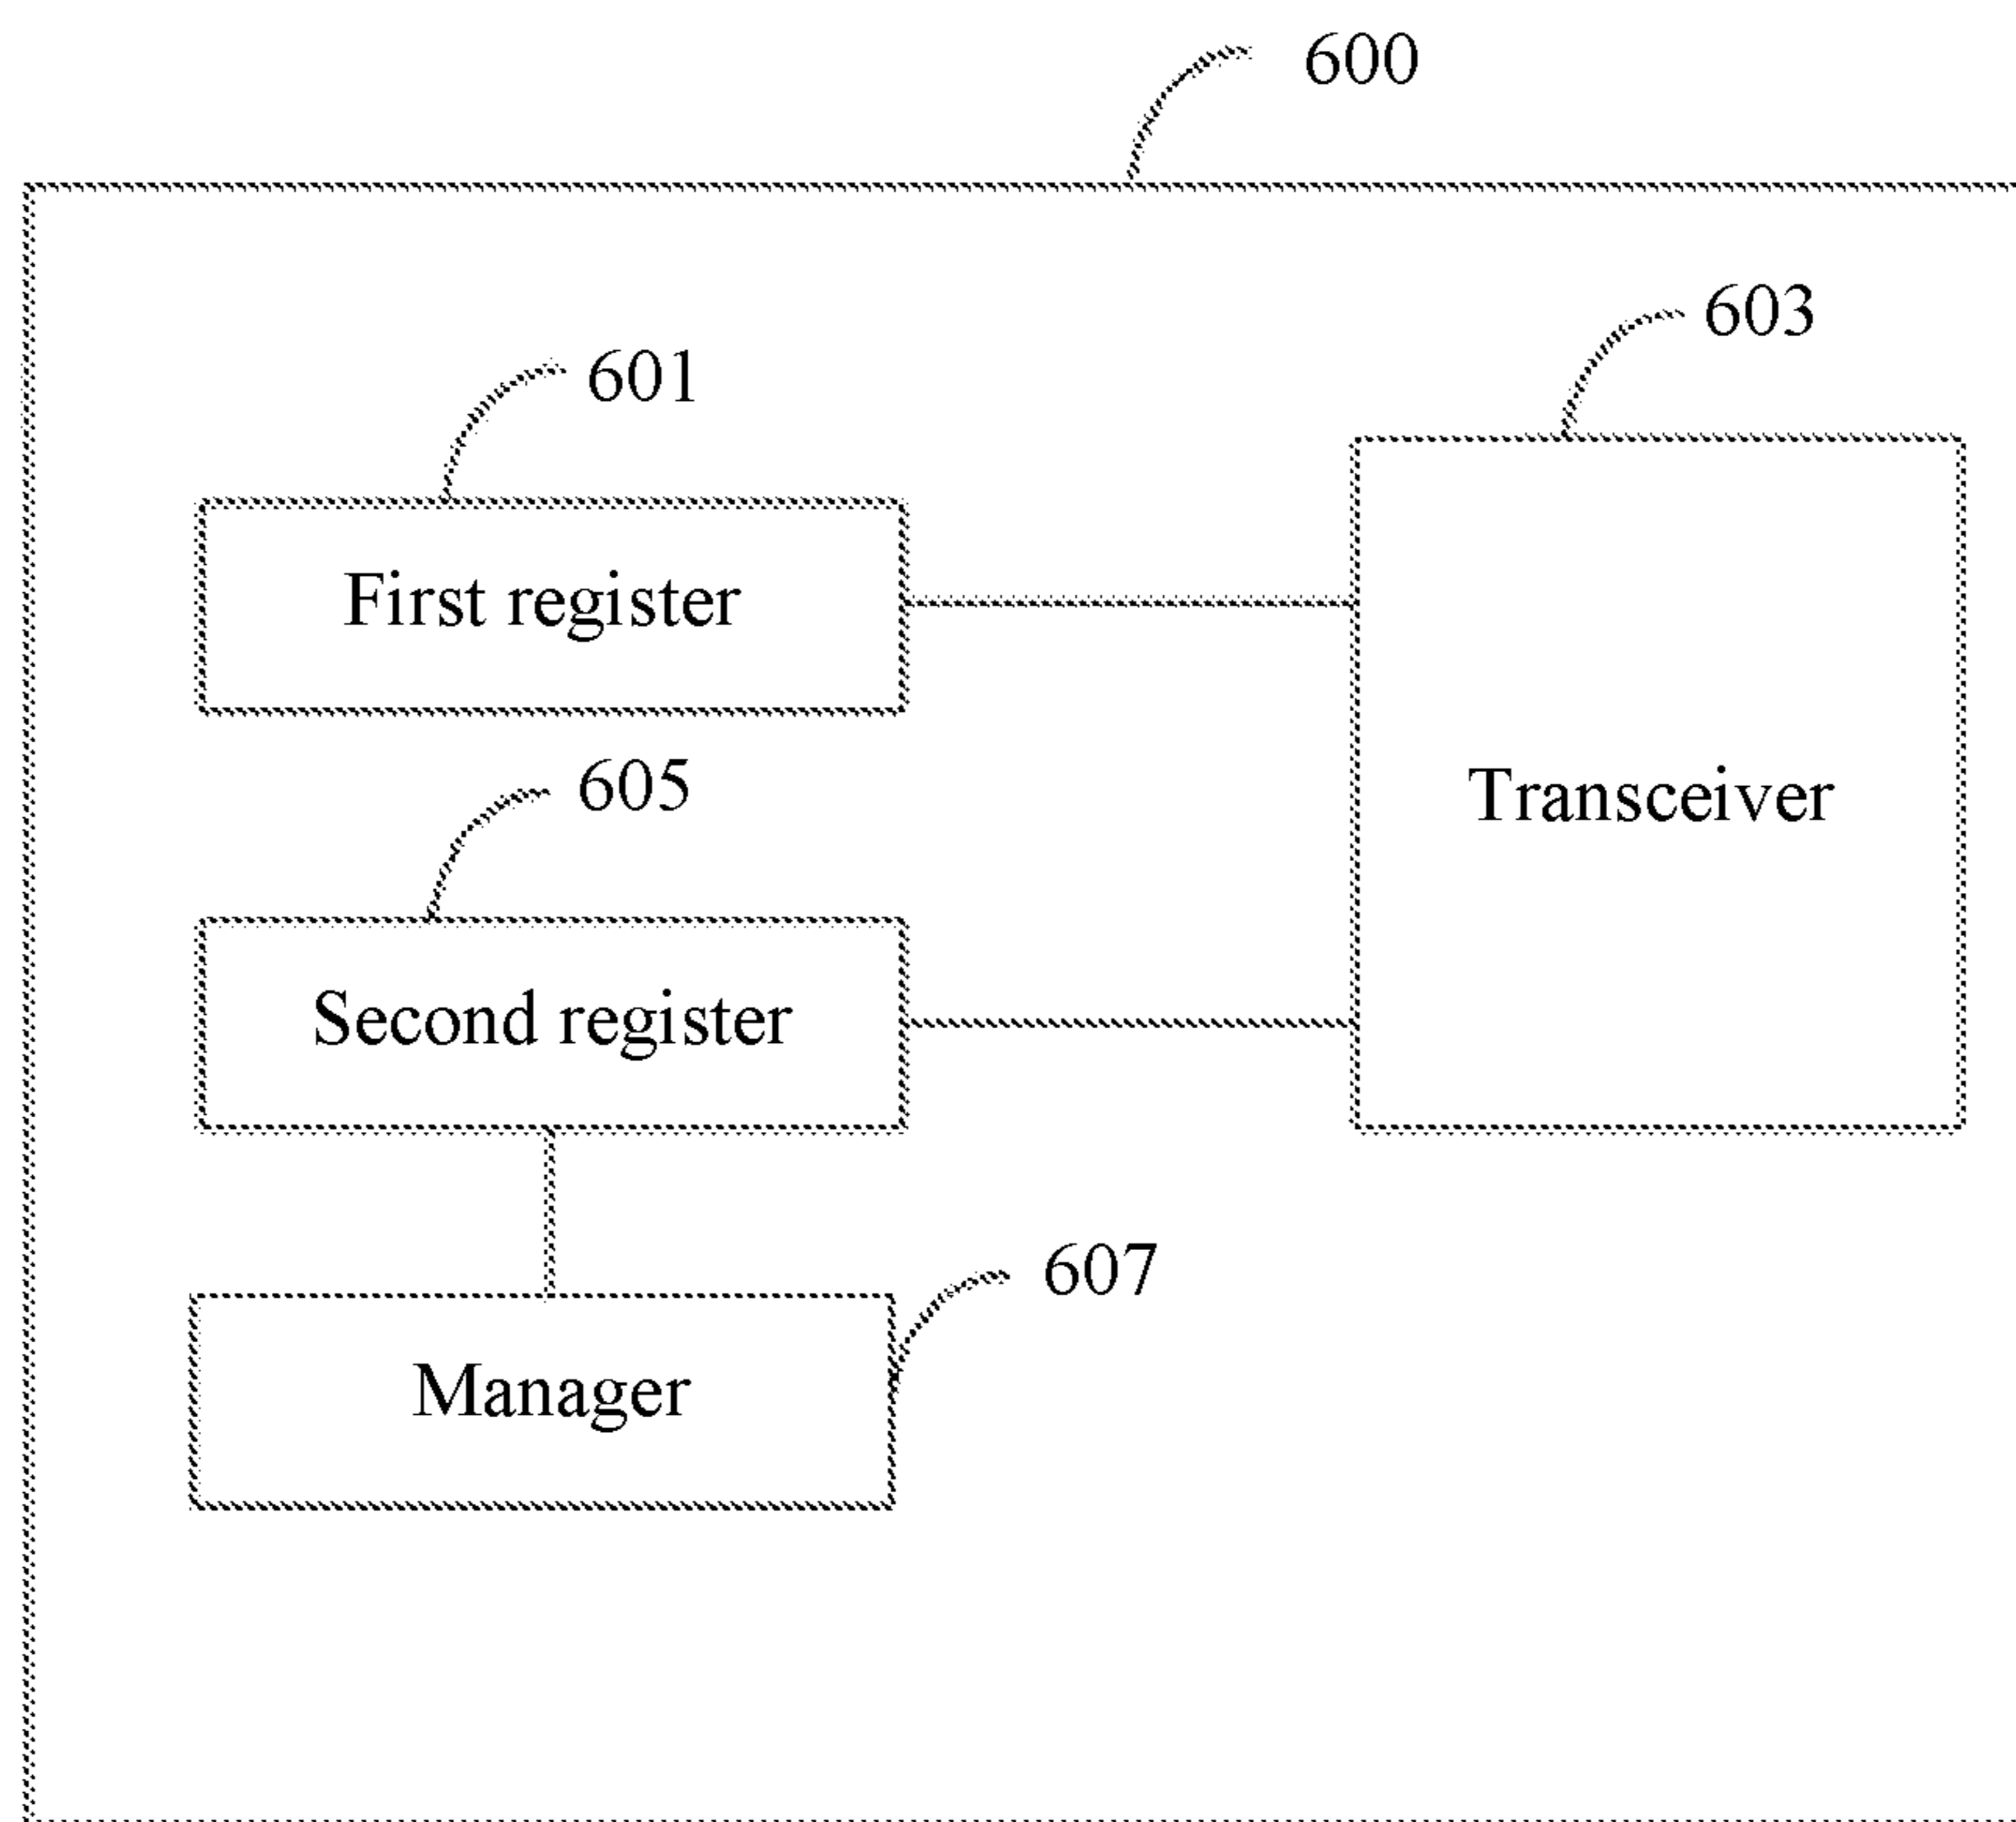 600
603
601
First register
Transceiver
605
Second register
607
Manager